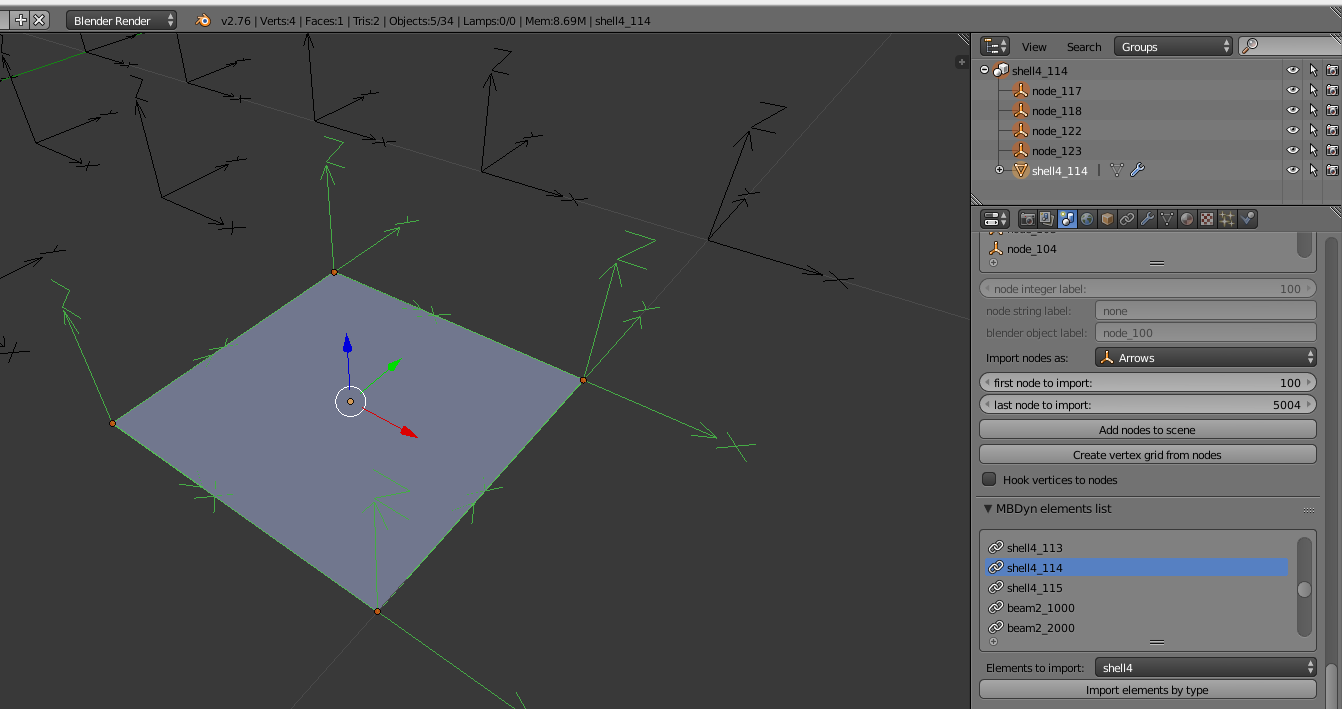 Blender Render
v2.76 | Verts:4 | Faces:1 | Tris:2 | Objects:5/34 | Lamps:0/0 | Mem:8.69M | shell4_114
View Search Groups
shell4_114
node_117
node_118
node_122
node_123
shell4_114
node_104
node integer label: 100
node string label: none
blender object label: node_100
Import nodes as: Arrows
first node to import: 100
last node to import: 5004
Add nodes to scene
Create vertex grid from nodes
Hook vertices to nodes
MBDyn elements list
shell4_113
shell4_114
shell4_115
beam2_1000
beam2_2000
Elements to import: shell4
Import elements by type